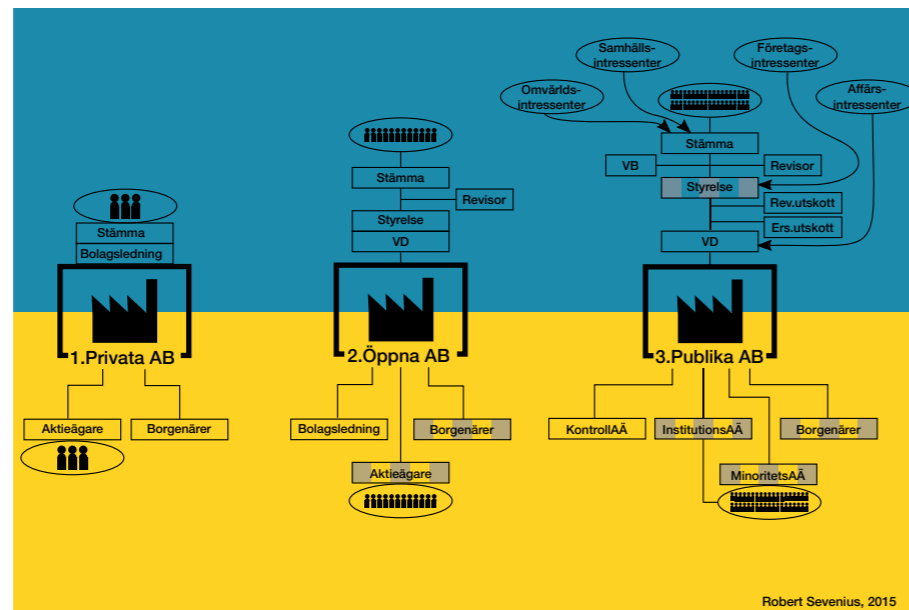 Samhälls-
intressenter
Företags-
intressenter
Omvärlds-
intressenter
Affärs-
intressenter
Stämma
VB
Revisor
Styrelse
Rev.utskott
Ers.utskott
VD
Stämma
Revisor
Styrelse
VD
Stämma
Bolagsledning
1.Privata AB
2.Öppna AB
3.Publika AB
Aktieägare
Borgenärer
Bolagsledning
Borgenärer
Aktieägare
KontrollAÄ
InstitutionsAÄ
Borgenärer
MinoritetsAÄ
Robert Sevenius, 2015